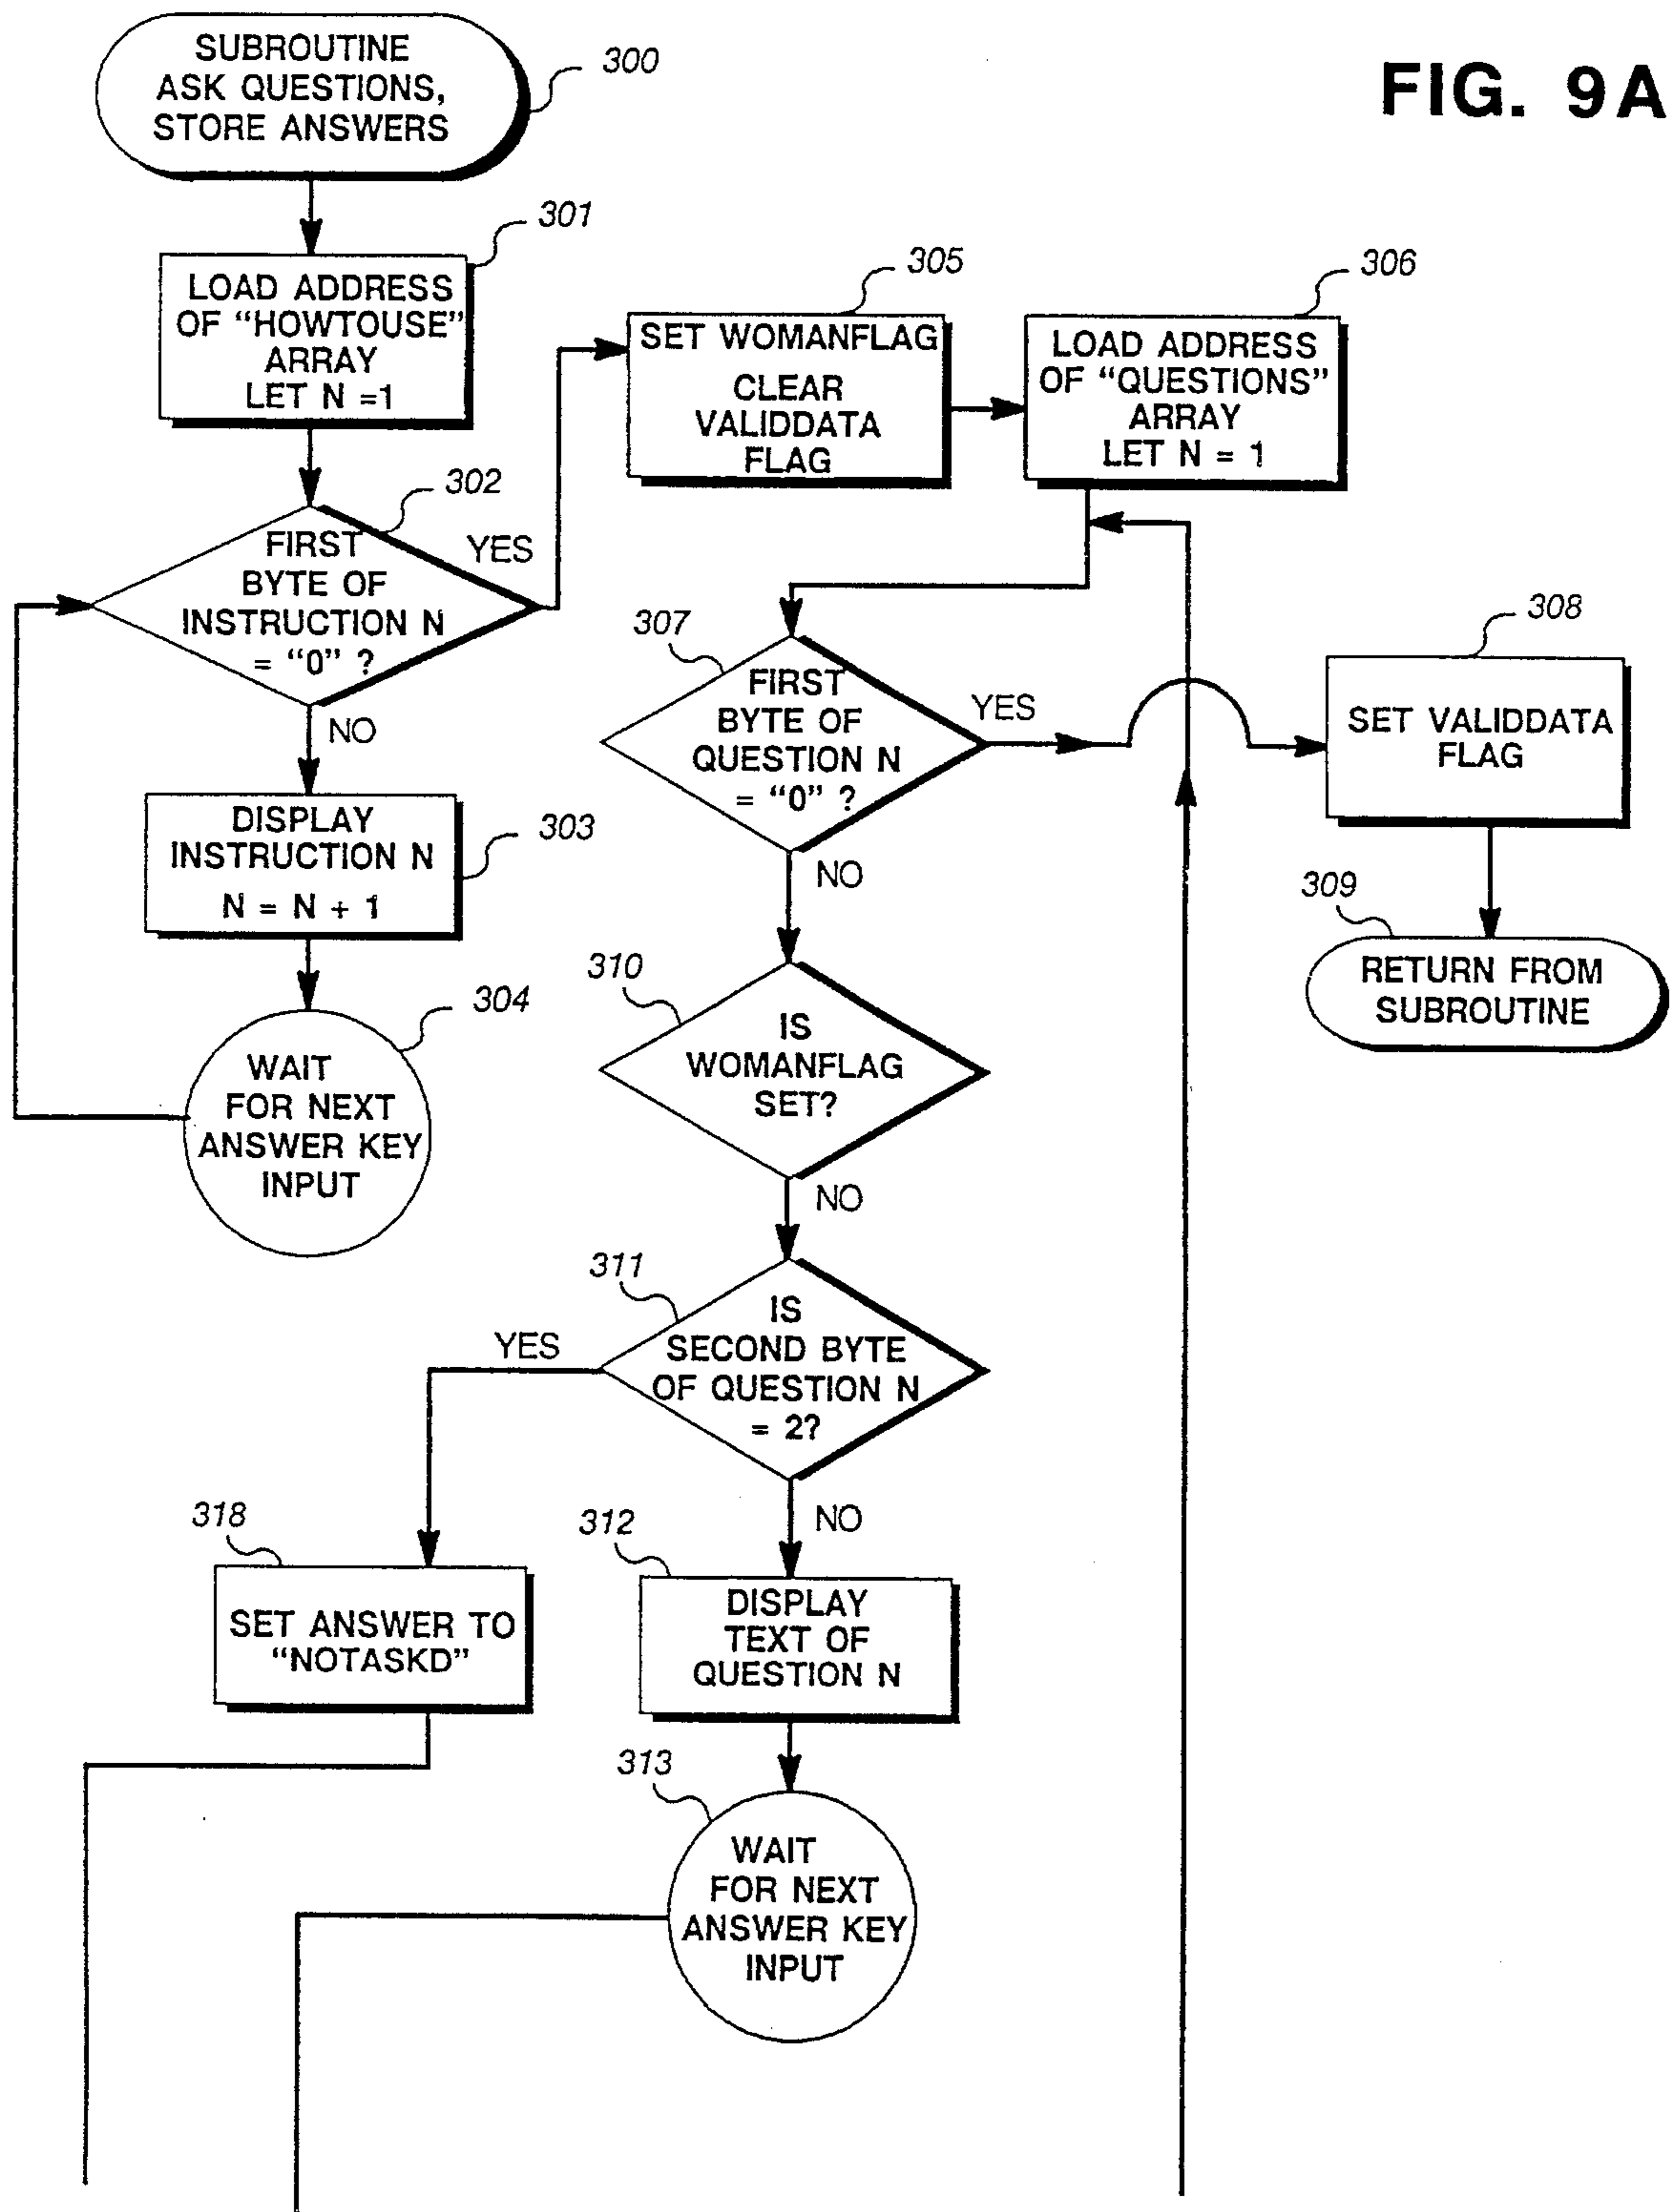 FIG. 9A
SUBROUTINE
ASK QUESTIONS,
STORE ANSWERS
300
301
LOAD ADDRESS
OF “HOWTOUSE”
ARRAY
LET N =1
302
FIRST
BYTE OF
INSTRUCTION N
= “0” ?
YES
NO
DISPLAY
INSTRUCTION N
N = N + 1
303
304
WAIT
FOR NEXT
ANSWER KEY
INPUT
305
SET WOMANFLAG
CLEAR
VALIDDATA
FLAG
306
LOAD ADDRESS
OF “QUESTIONS”
ARRAY
LET N = 1
307
FIRST
BYTE OF
QUESTION N
= “0” ?
YES
NO
308
SET VALIDDATA
FLAG
309
RETURN FROM
SUBROUTINE
310
IS
WOMANFLAG
SET?
NO
311
IS
SECOND BYTE
OF QUESTION N
= 2?
YES
NO
318
SET ANSWER TO
“NOTASKD”
312
DISPLAY
TEXT OF
QUESTION N
313
WAIT
FOR NEXT
ANSWER KEY
INPUT